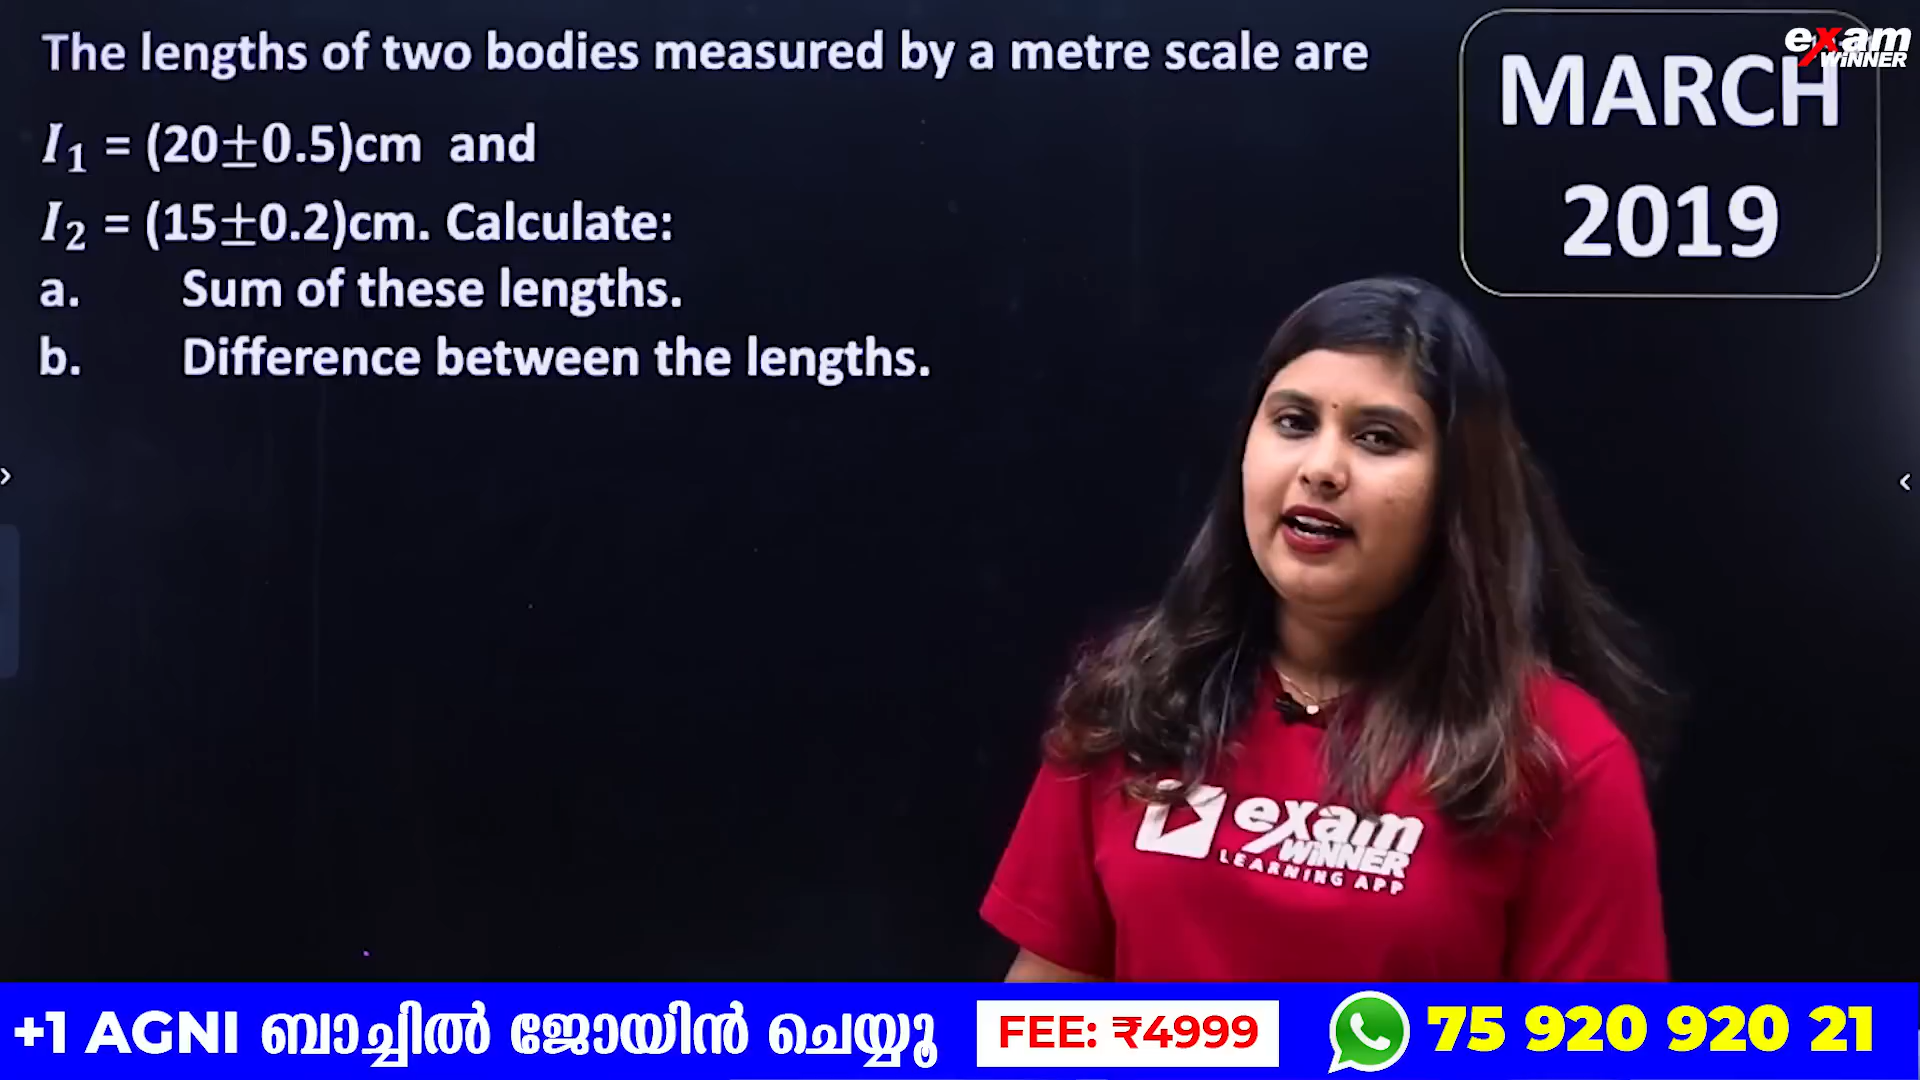 The lengths of two bodies measured by a metre scale are
I₁ = (20±0.5)cm and
I₂ = (15±0.2)cm. Calculate:
a. Sum of these lengths.
b. Difference between the lengths.
exam
WINNER
MARCH
2019
exam
WINNER
LEARNING APP
+1 AGNI ബാച്ചിൽ ജോയിൻ ചെയ്യൂ
FEE: ₹4999
75 920 920 21